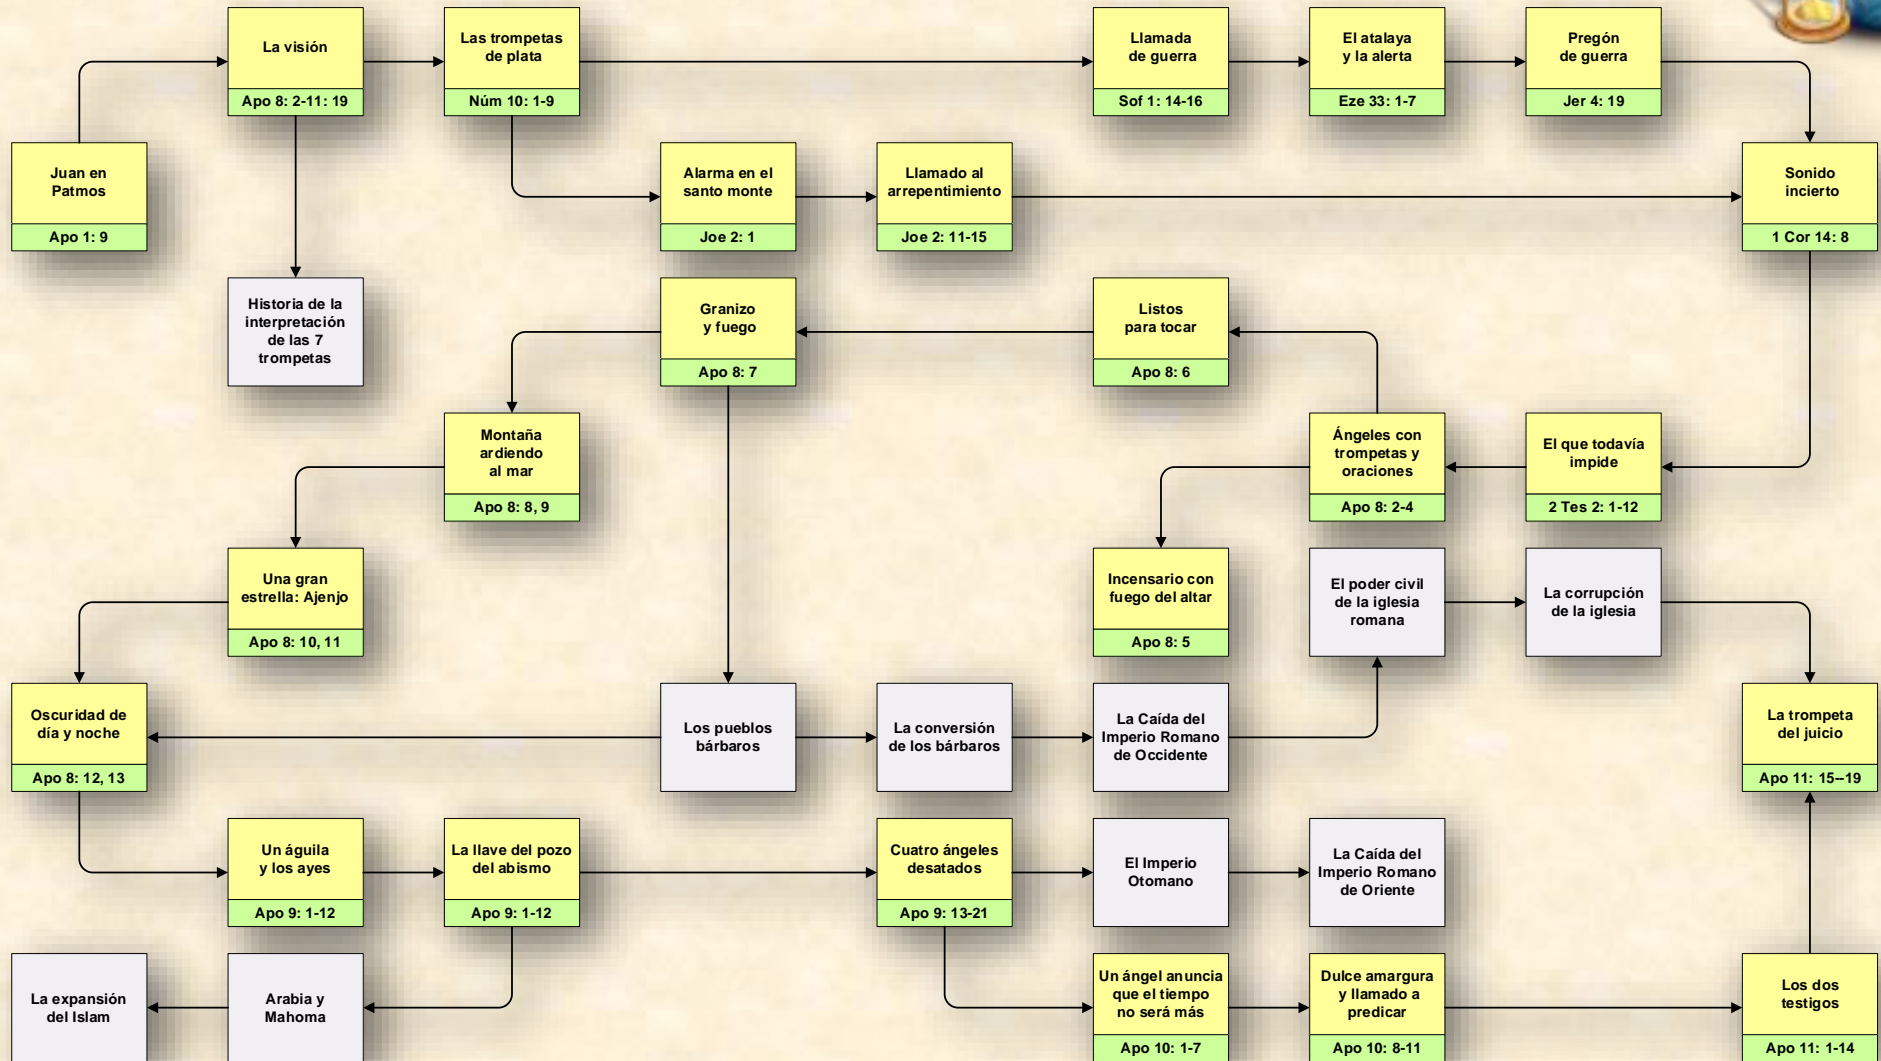 La visión
Apo 8: 2-11: 19
Las trompetas
de plata
Núm 10: 1-9
Llamada
de guerra
Sof 1: 14-16
El atalaya
y la alerta
Eze 33: 1-7
Pregón
de guerra
Jer 4: 19
Juan en
Patmos
Apo 1: 9
Alarma en el
santo monte
Joe 2: 1
Llamado al
arrepentimiento
Joe 2: 11-15
Sonido
incierto
1 Cor 14: 8
Historia de la
interpretación
de las 7
trompetas
Granizo
y fuego
Apo 8: 7
Listos
para tocar
Apo 8: 6
Montaña
ardiendo
al mar
Apo 8: 8, 9
Ángeles con
trompetas y
oraciones
Apo 8: 2-4
El que todavía
impide
2 Tes 2: 1-12
Una gran
estrella: Ajenjo
Apo 8: 10, 11
Incensario con
fuego del altar
Apo 8: 5
El poder civil
de la iglesia
romana
La corrupción
de la iglesia
Oscuridad de
día y noche
Apo 8: 12, 13
Los pueblos
bárbaros
La conversión
de los bárbaros
La Caída del
Imperio Romano
de Occidente
La trompeta
del juicio
Apo 11: 15--19
Un águila
y los ayes
Apo 9: 1-12
La llave del pozo
del abismo
Apo 9: 1-12
Cuatro ángeles
desatados
Apo 9: 13-21
El Imperio
Otomano
La Caída del
Imperio Romano
de Oriente
La expansión
del Islam
Arabia y
Mahoma
Un ángel anuncia
que el tiempo
no será más
Apo 10: 1-7
Dulce amargura
y llamado a
predicar
Apo 10: 8-11
Los dos
testigos
Apo 11: 1-14